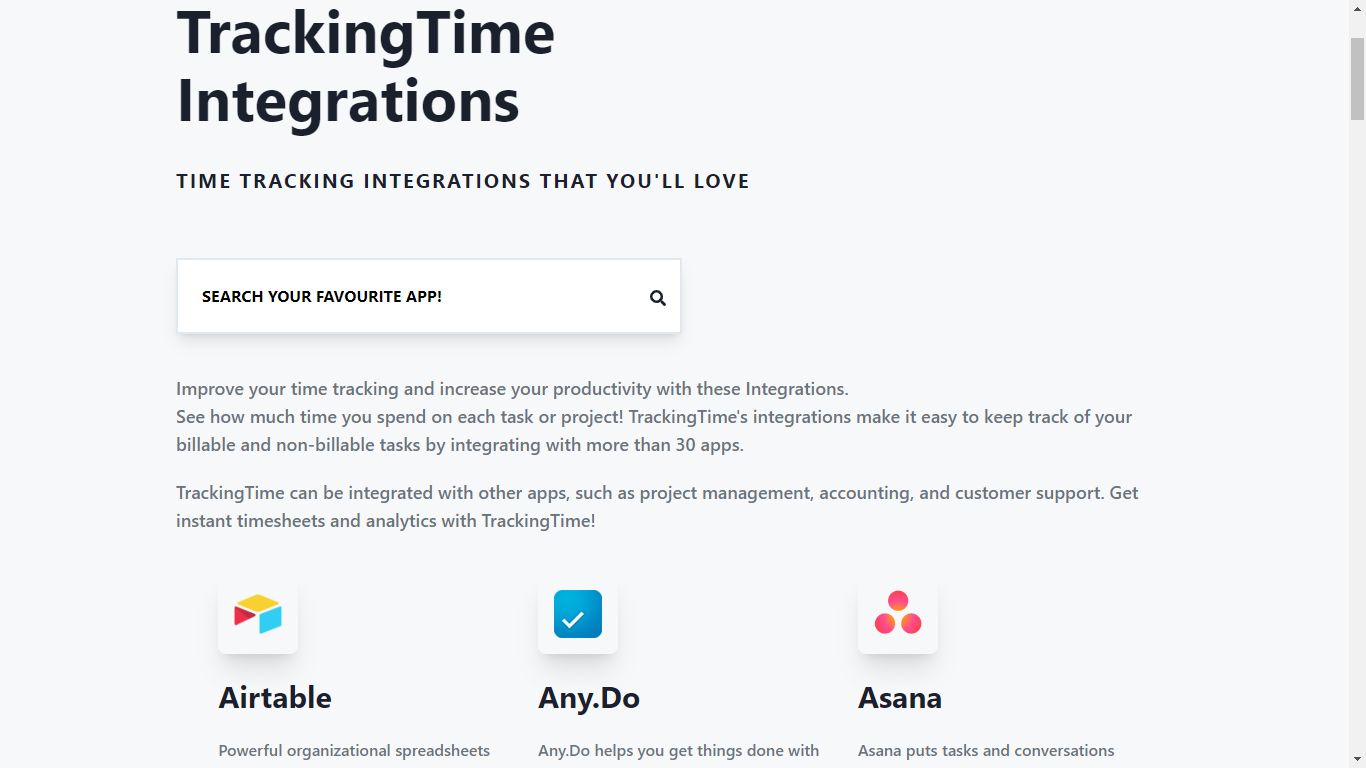 TrackingTime
Integrations
TIME TRACKING INTEGRATIONS THAT YOU'LL LOVE
SEARCH YOUR FAVOURITE APP!
Improve your time tracking and increase your productivity with these Integrations.
See how much time you spend on each task or project! TrackingTime's integrations make it easy to keep track of your
billable and non-billable tasks by integrating with more than 30 apps.
TrackingTime can be integrated with other apps, such as project management, accounting, and customer support. Get
instant timesheets and analytics with TrackingTime!
Airtable
Any.Do
Asana
Powerful organizational spreadsheets
Any.Do helps you get things done with
Asana puts tasks and conversations